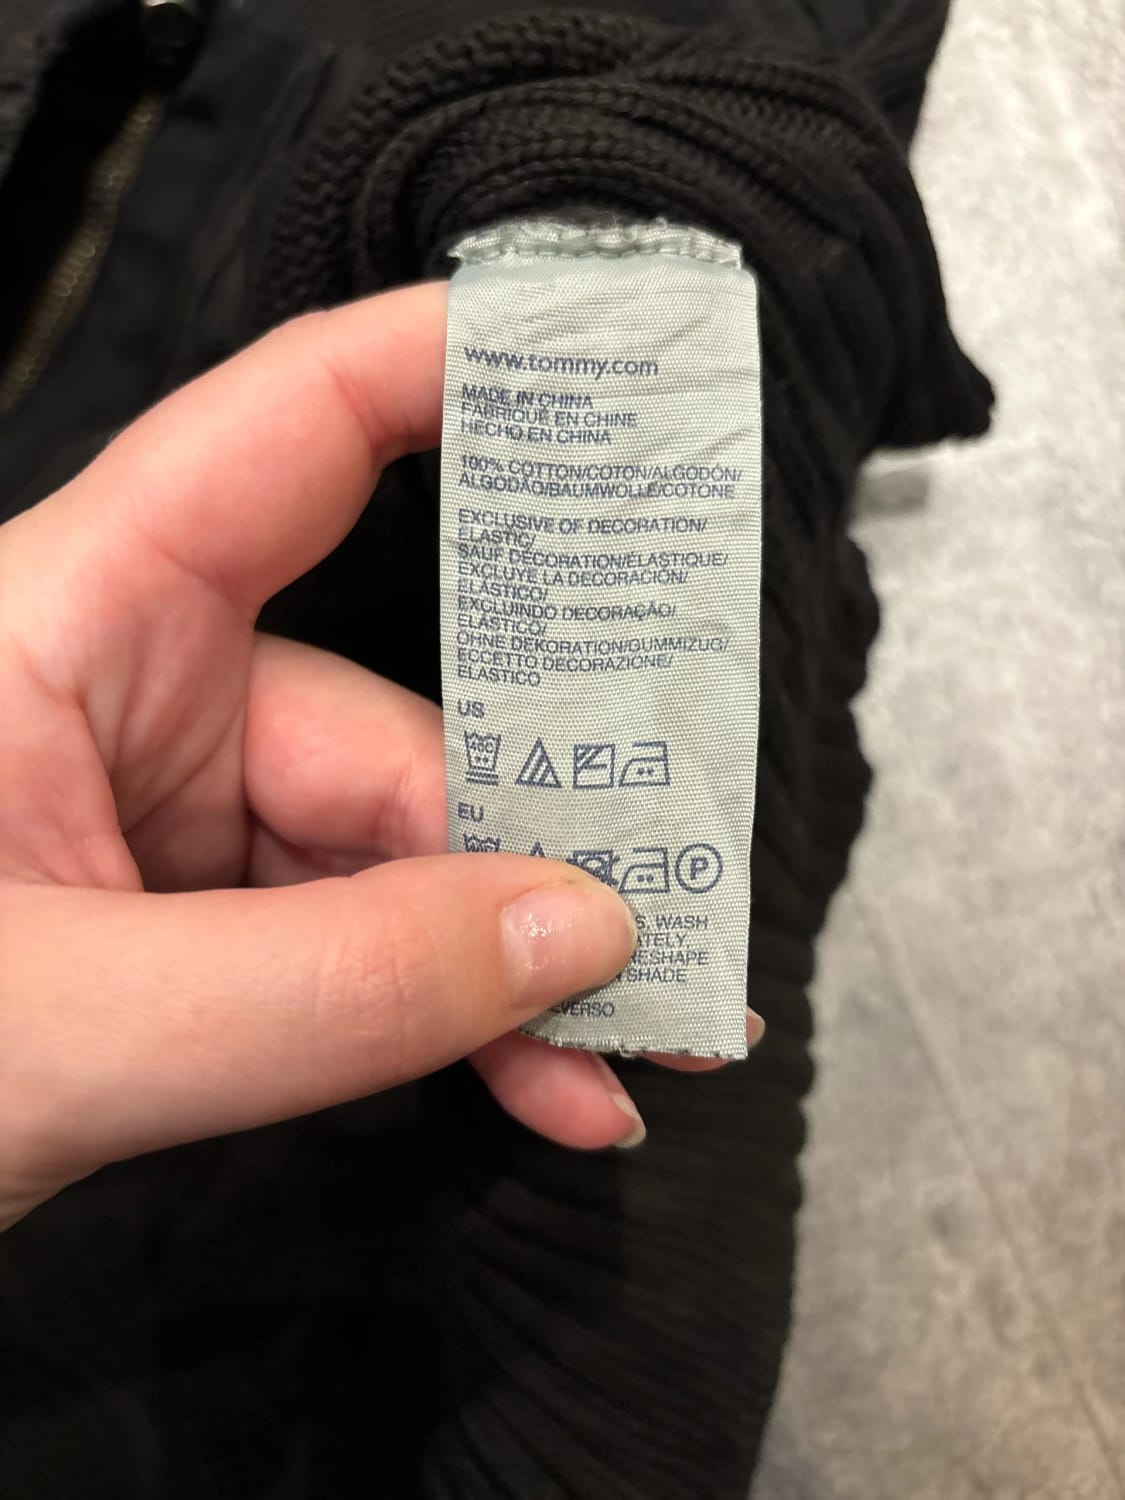 www.tommy.com
MADE IN CHINA
FABRIQUÉ EN CHINE
HECHO EN CHINA
100% COTTON/COTON/ALGODÓN/
ALGODÃO/BAUMWOLLE/COTONE
EXCLUSIVE OF DECORATION/
ELASTIC/
SAUF DÉCORATION/ÉLASTIQUE/
EXCLUYE LA DECORACIÓN/
ELÁSTICO/
EXCLUINDO DECORAÇÃO/
ELÁSTICO/
OHNE DEKORATION/GUMMIZUG/
ECCETTO DECORAZIONE/
ELASTICO
US
EU
P
WASH
RESHAPE
SHADE